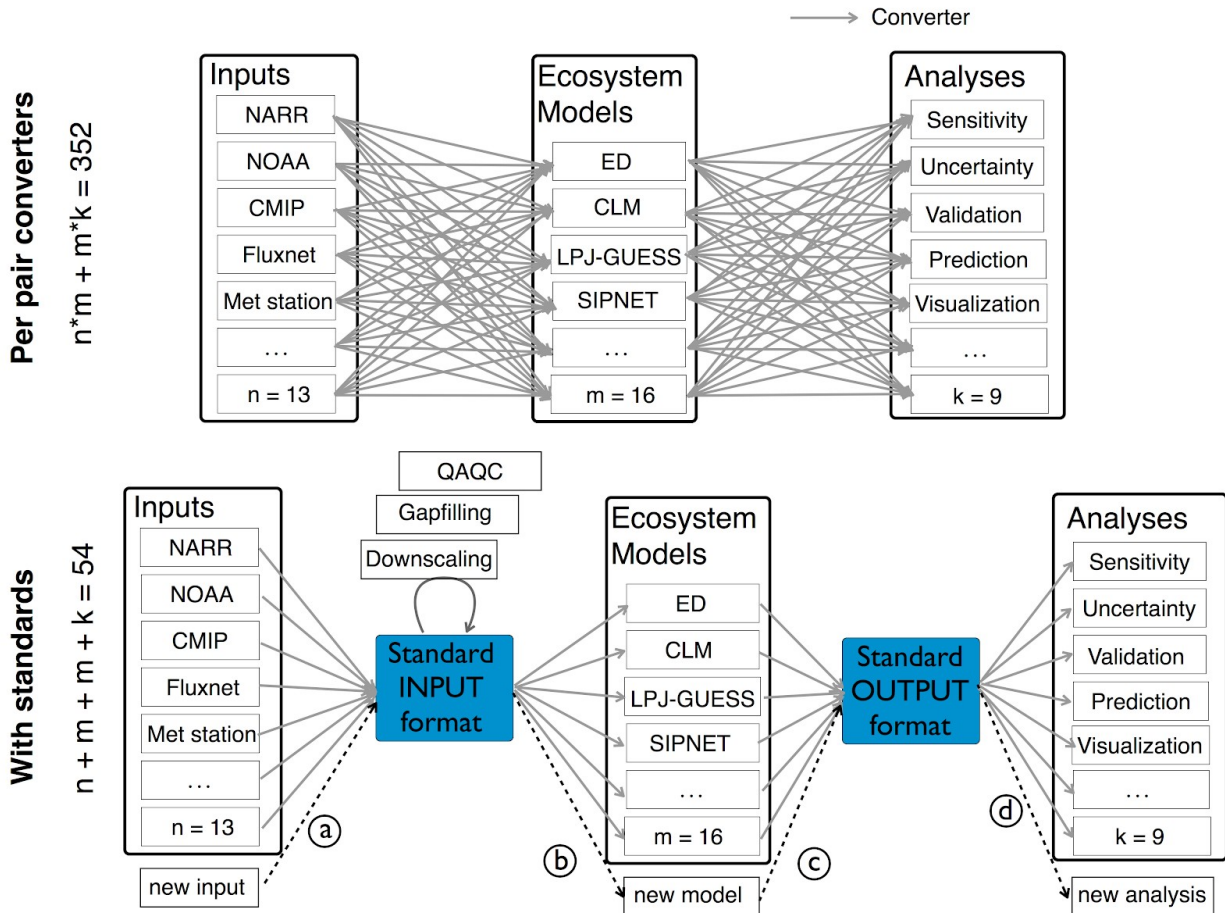 Converter
Per pair converters
n*m + m*k = 352
Inputs
NARR
NOAA
CMIP
Fluxnet
Met station
...
n = 13
Ecosystem
Models
ED
CLM
LPJ-GUESS
SIPNET
...
m = 16
Analyses
Sensitivity
Uncertainty
Validation
Prediction
Visualization
...
k = 9
With standards
n + m + m + k = 54
Inputs
NARR
NOAA
CMIP
Fluxnet
Met station
...
n = 13
new input
a
QAQC
Gapfilling
Downscaling
Standard
INPUT
format
b
Ecosystem
Models
ED
CLM
LPJ-GUESS
SIPNET
...
m = 16
new model
c
Standard
OUTPUT
format
d
Analyses
Sensitivity
Uncertainty
Validation
Prediction
Visualization
...
k = 9
new analysis